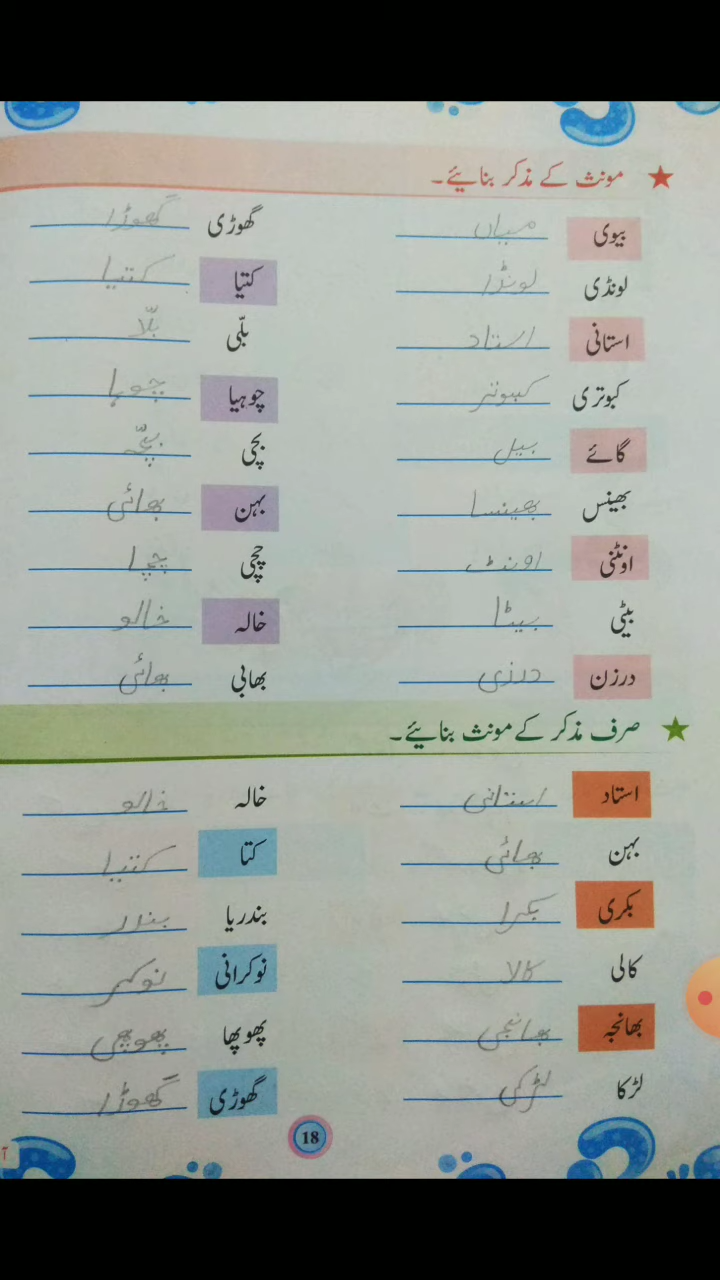 مونث کے مذکر بنائیے۔
بیوی میاں گھوڑی گھوڑا
لونڈی لونڈا کتیا کتیا
استانی استاد بلّی بلّا
کبوتری کبوتر چوہیا چوہا
گائے بیل بچی بچّہ
بھینس بھینسا بہن بھائی
اونٹنی اونٹ چچی چچا
بیٹی بیٹا خالہ خالو
درزن درزی بھابی بھائی
صرف مذکر کے مونث بنائیے۔
استاد استانی خالہ خالو
بہن بھائی کتا کتیا
بکری بکرا بندریا بندر
کالی کالا نوکرانی نوکر
بھانجہ بھانجی پھوپھا پھوپھی
لڑکا لڑکی گھوڑی گھوڑا
18